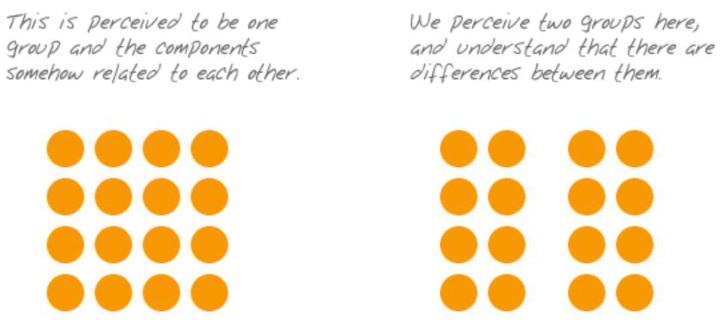 This is perceived to be one
group and the components
somehow related to each other.
We perceive two groups here,
and understand that there are
differences between them.